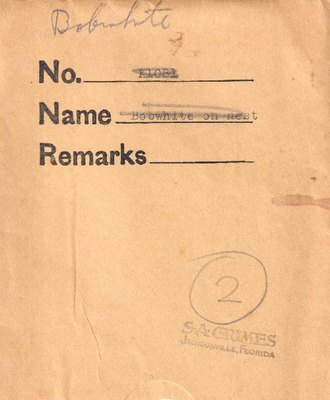 Bobwhite
No.
Name Bobwhite on nest
Remarks
2
S·A·GRIMES
JACKSONVILLE, FLORIDA